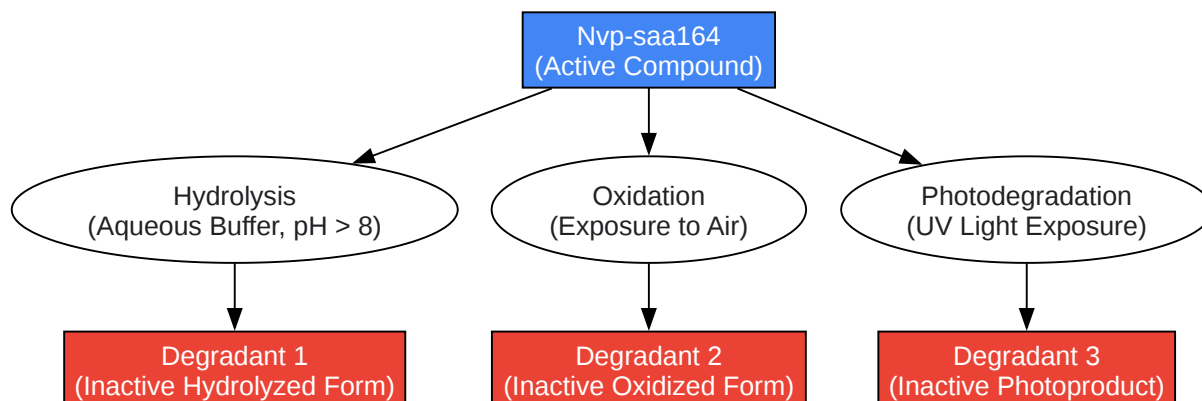 Nvp-saa164
(Active Compound)
Hydrolysis
(Aqueous Buffer, pH > 8)
Oxidation
(Exposure to Air)
Photodegradation
(UV Light Exposure)
Degradant 1
(Inactive Hydrolyzed Form)
Degradant 2
(Inactive Oxidized Form)
Degradant 3
(Inactive Photoproduct)